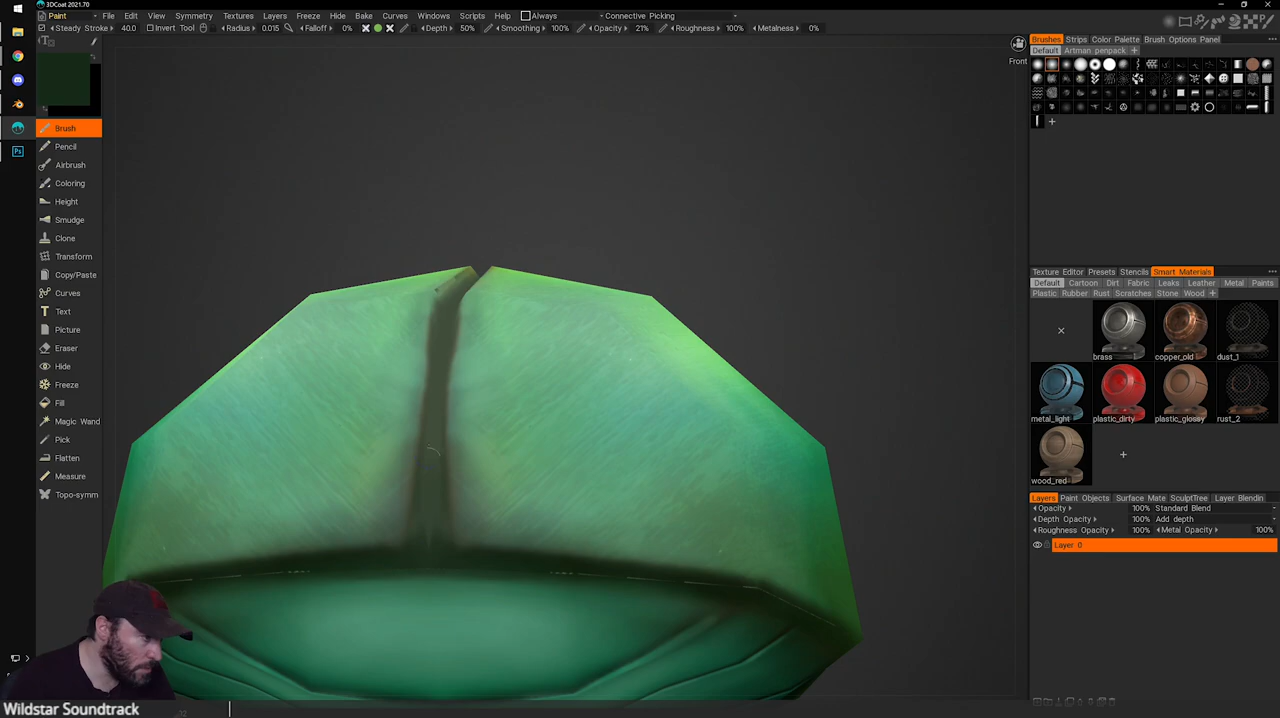 3DCoat 2021.70
Paint File Edit View Symmetry Textures Layers Freeze Hide Bake Curves Windows Scripts Help Always Connective Picking
Steady Stroke 40.0 Invert Tool Radius 0.015 Falloff 0% Depth 50% Smoothing 100% Opacity 21% Roughness 100% Metalness 0%
Front
Brush
Pencil
Airbrush
Coloring
Height
Smudge
Clone
Transform
Copy/Paste
Curves
Text
Picture
Eraser
Hide
Freeze
Fill
Magic Wand
Pick
Flatten
Measure
Topo-symm
Brushes Strips Color Palette Brush Options Panel
Default Artman penpack
Texture Editor Presets Stencils Smart Materials
Default Cartoon Dirt Fabric Leaks Leather Metal Paints
Plastic Rubber Rust Scratches Stone Wood
brass copper_old dust_1
metal_light plastic_dirty plastic_glossy rust_2
wood_red
Layers Paint Objects Surface Mate SculptTree Layer Blendin
Opacity 100% Standard Blend
Depth Opacity 100% Add depth
Roughness Opacity 100% Metal Opacity 100%
Layer 0
Wildstar Soundtrack